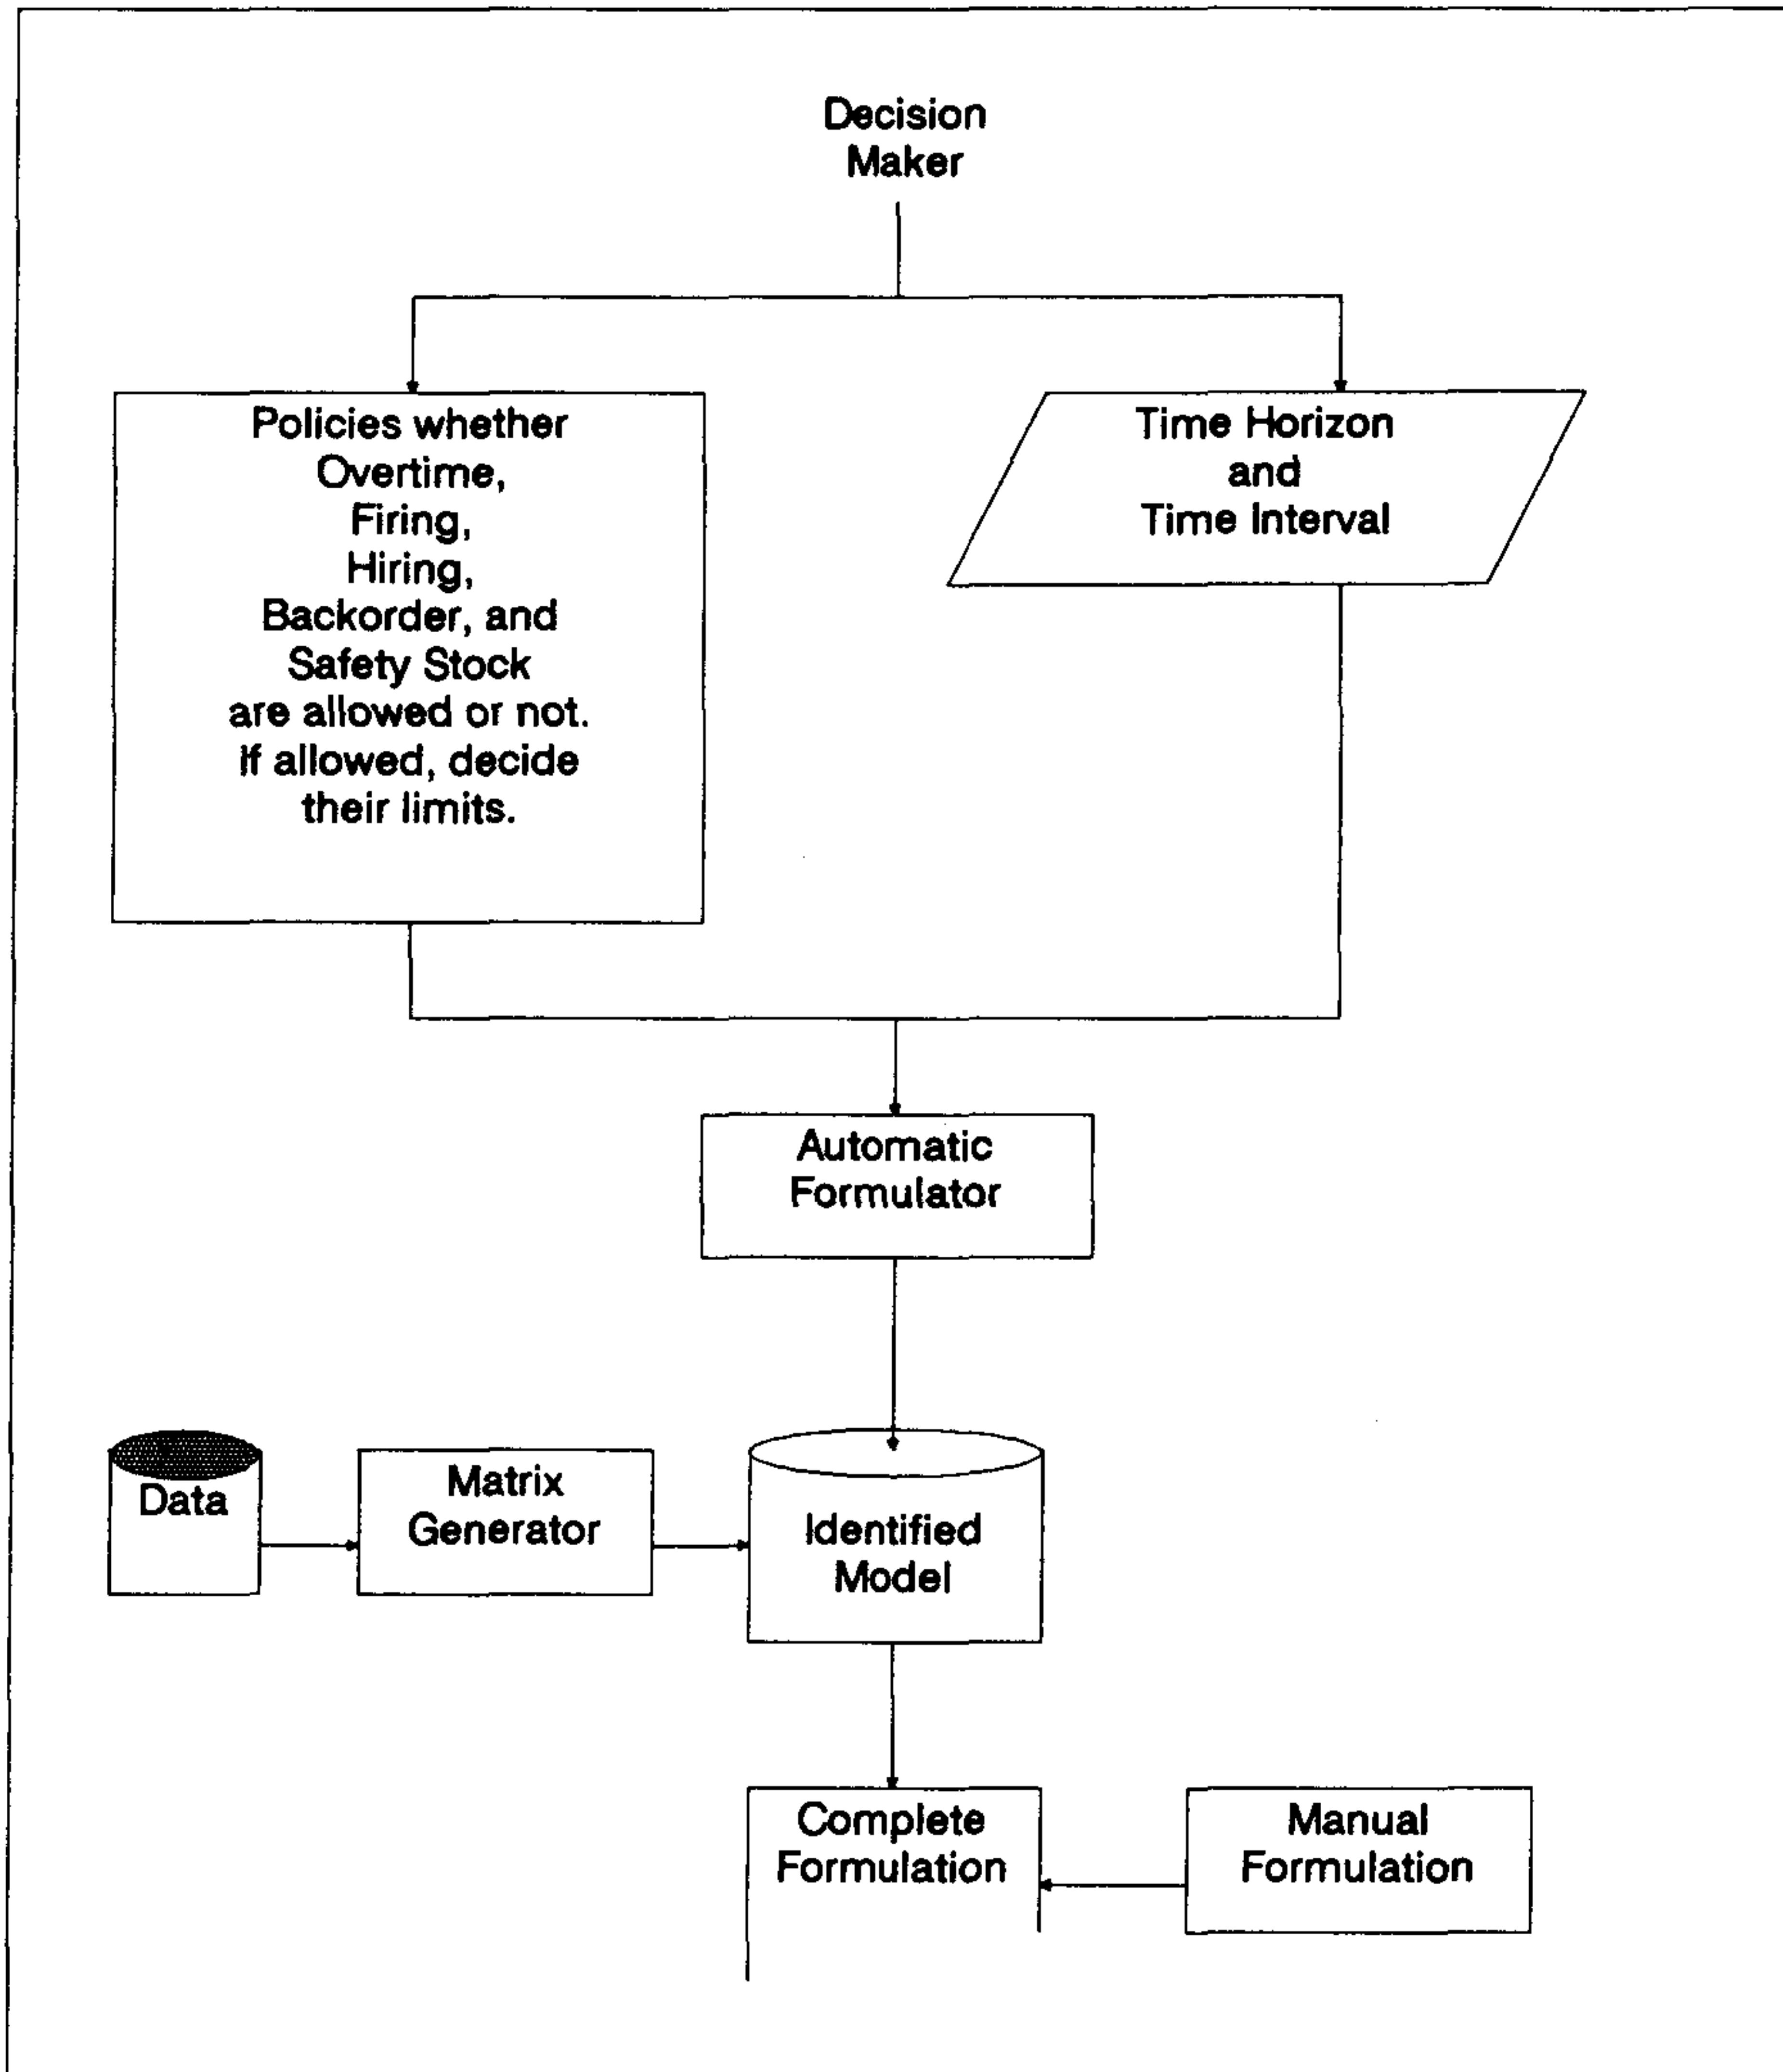 Decision
Maker
Policies whether
Overtime,
Firing,
Hiring,
Backorder, and
Safety Stock
are allowed or not.
If allowed, decide
their limits.
Time Horizon
and
Time Interval
Automatic
Formulator
Data
Matrix
Generator
Identified
Model
Complete
Formulation
Manual
Formulation